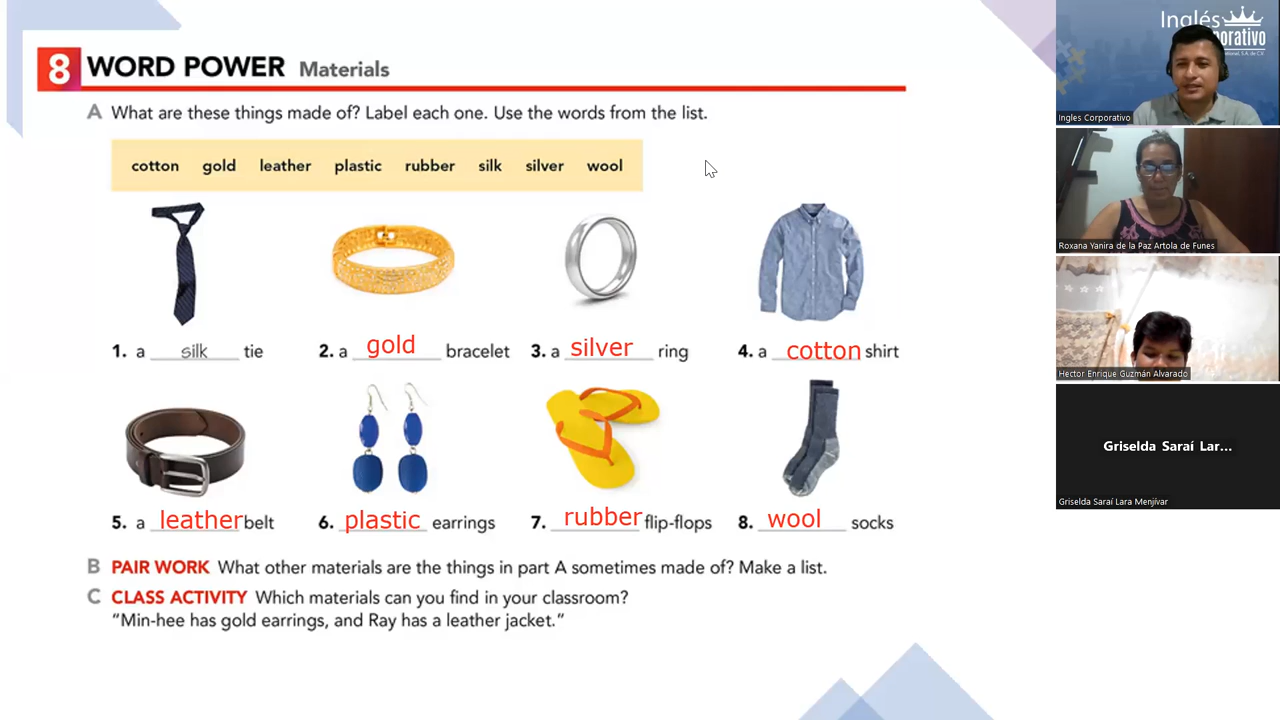 8 WORD POWER Materials
A What are these things made of? Label each one. Use the words from the list.
cotton gold leather plastic rubber silk silver wool
1. a silk tie
2. a gold bracelet
3. a silver ring
4. a cotton shirt
5. a leather belt
6. plastic earrings
7. rubber flip-flops
8. wool socks
B PAIR WORK What other materials are the things in part A sometimes made of? Make a list.
C CLASS ACTIVITY Which materials can you find in your classroom?
“Min-hee has gold earrings, and Ray has a leather jacket.”
Inglés
Ingles Corporativo
Roxana Yanira de la Paz Artola de Funes
Hector Enrique Guzmán Alvarado
Griselda Saraí Lar...
Griselda Saraí Lara Menjívar